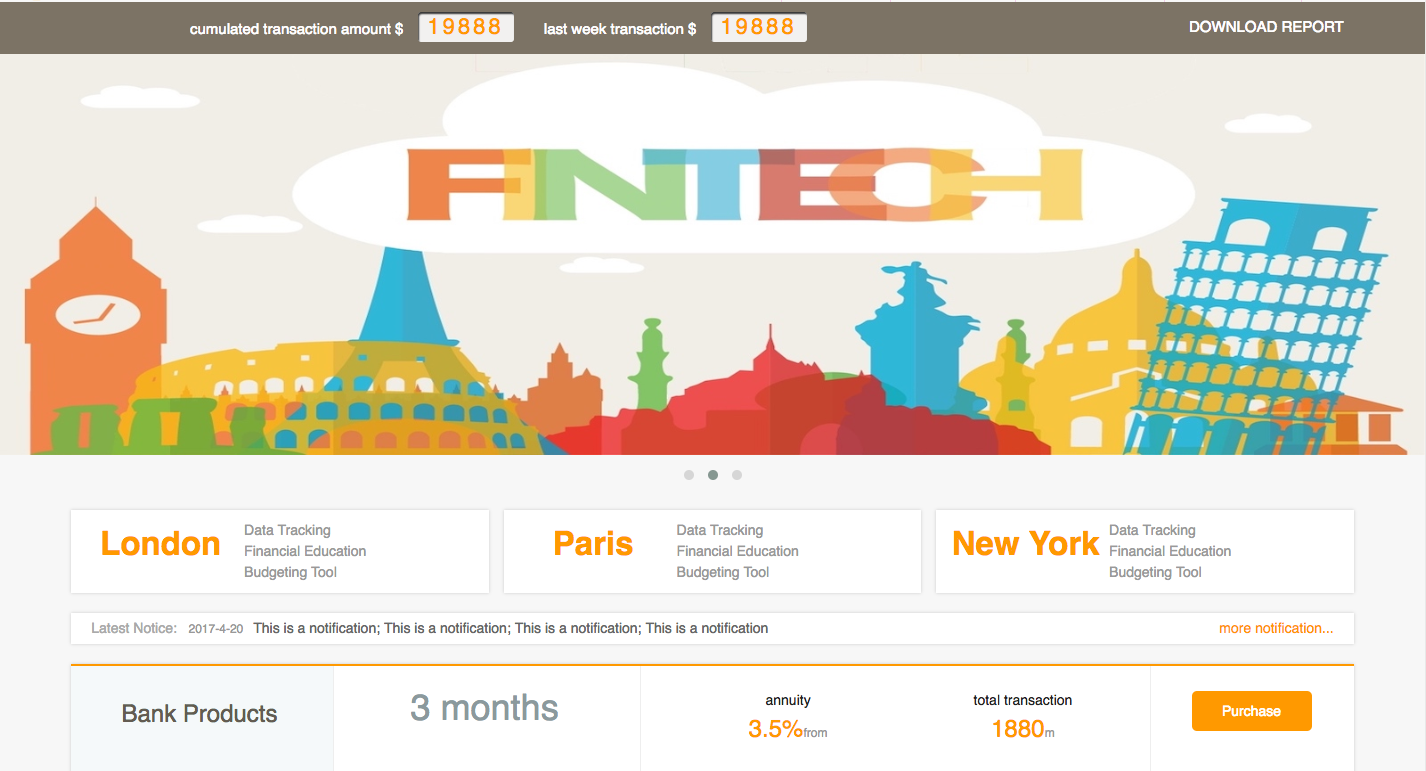 cumulated transaction amount $ 19888 last week transaction $ 19888 DOWNLOAD REPORT
FINTECH
London
Data Tracking
Financial Education
Budgeting Tool
Paris
Data Tracking
Financial Education
Budgeting Tool
New York
Data Tracking
Financial Education
Budgeting Tool
Latest Notice: 2017-4-20 This is a notification; This is a notification; This is a notification; This is a notification more notification...
Bank Products
3 months
annuity
3.5%from
total transaction
1880m
Purchase